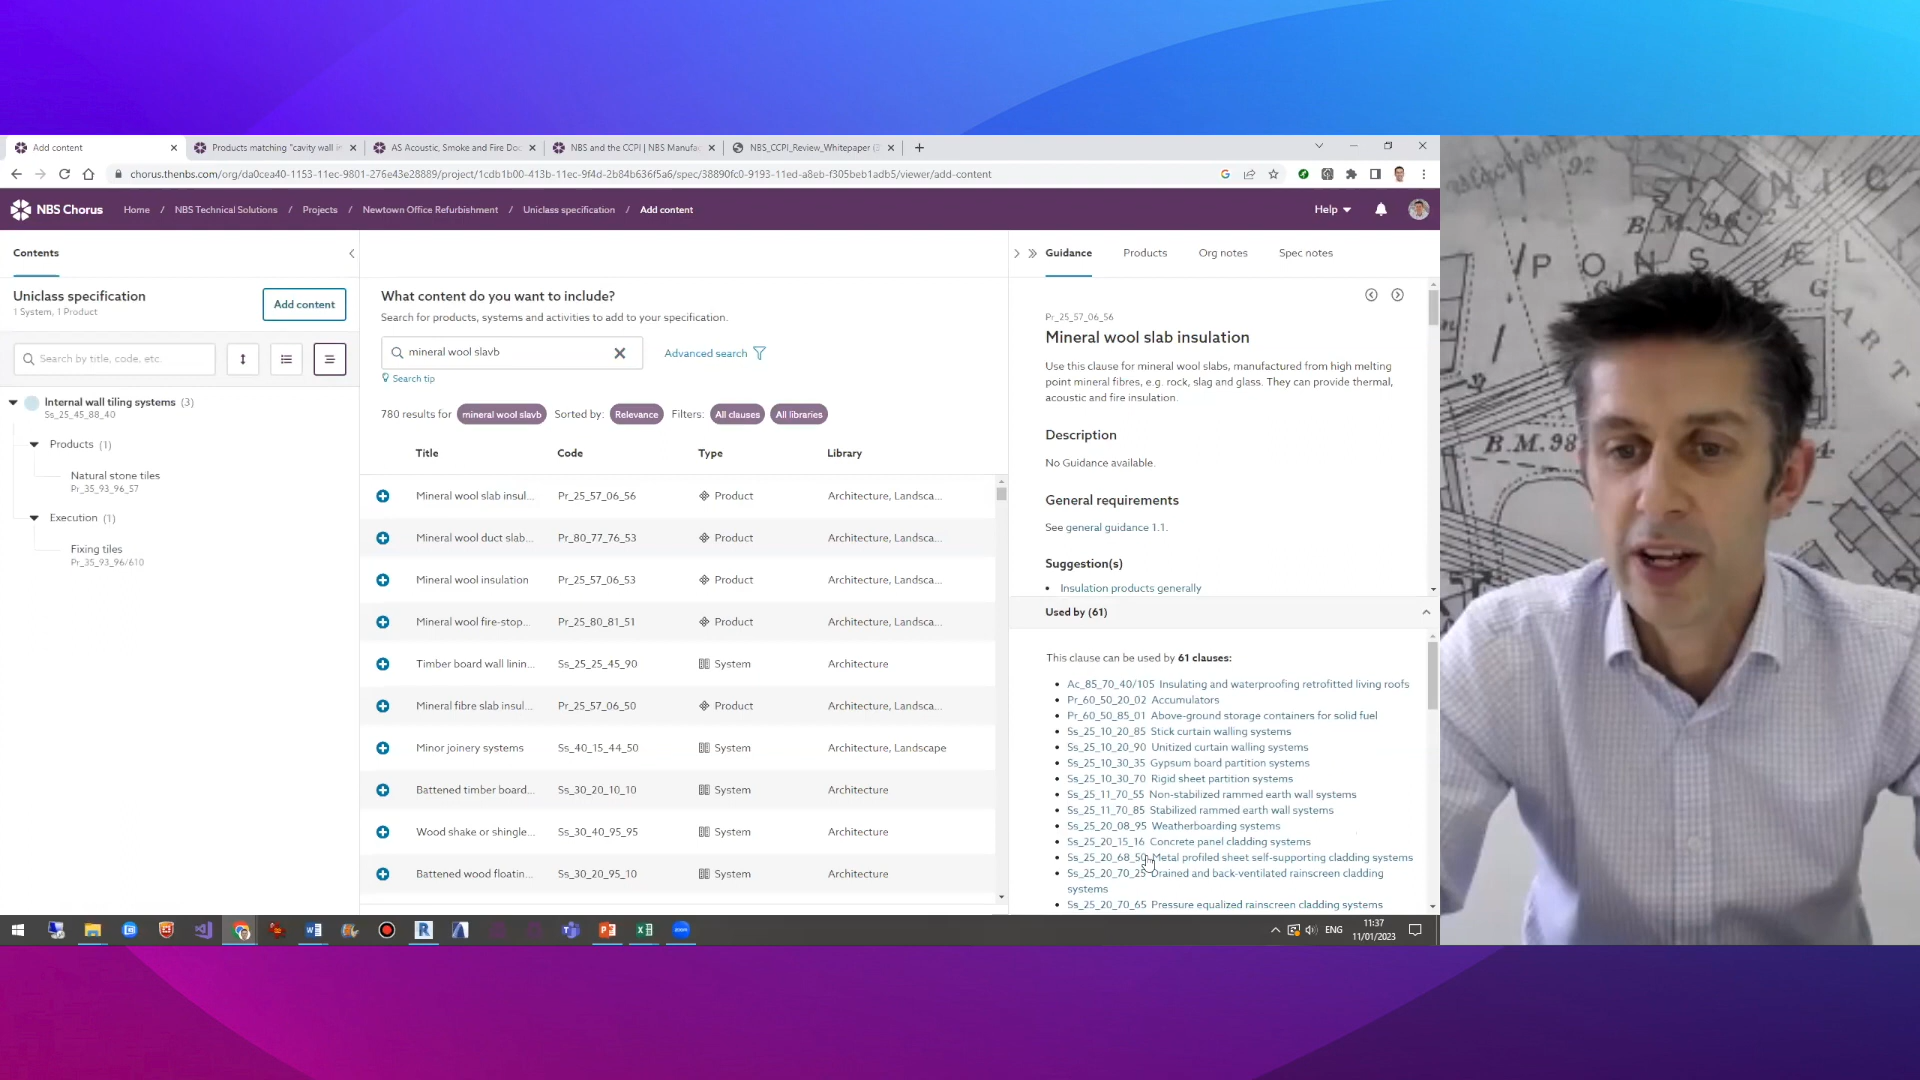 Add content
Products matching "cavity wall in
AS Acoustic, Smoke and Fire Do
NBS and the CCPI | NBS Manufa
NBS_CCPI_Review_Whitepaper (
chorus.thenbs.com/org/da0cea40-1153-11ec-9801-276e43e28889/project/1cdb1b00-413b-11ec-9f4d-2b84b636f5a6/spec/38890fc0-9193-11ed-a8eb-f305beb1adb5/viewer/add-content
NBS Chorus
Home / NBS Technical Solutions / Projects / Newtown Office Refurbishment / Uniclass specification / Add content
Help
Contents
Uniclass specification
1 System, 1 Product
Add content
Search by title, code, etc.
Internal wall tiling systems (3)
Ss_25_45_88_40
Products (1)
Natural stone tiles
Pr_35_93_96_57
Execution (1)
Fixing tiles
Pr_35_93_96/610
What content do you want to include?
Search for products, systems and activities to add to your specification.
mineral wool slavb
Advanced search
Search tip
780 results for mineral wool slavb Sorted by: Relevance Filters: All clauses All libraries
Title Code Type Library
Mineral wool slab insul... Pr_25_57_06_56 Product Architecture, Landsca...
Mineral wool duct slab... Pr_80_77_76_53 Product Architecture, Landsca...
Mineral wool insulation Pr_25_57_06_53 Product Architecture, Landsca...
Mineral wool fire-stop... Pr_25_80_81_51 Product Architecture, Landsca...
Timber board wall linin... Ss_25_25_45_90 System Architecture
Mineral fibre slab insul... Pr_25_57_06_50 Product Architecture, Landsca...
Minor joinery systems Ss_40_15_44_50 System Architecture, Landscape
Battened timber board... Ss_30_20_10_10 System Architecture
Wood shake or shingle... Ss_30_40_95_95 System Architecture
Battened wood floatin... Ss_30_20_95_10 System Architecture
Guidance Products Org notes Spec notes
Pr_25_57_06_56
Mineral wool slab insulation
Use this clause for mineral wool slabs, manufactured from high melting
point mineral fibres, e.g. rock, slag and glass. They can provide thermal,
acoustic and fire insulation.
Description
No Guidance available.
General requirements
See general guidance 1.1.
Suggestion(s)
• Insulation products generally
Used by (61)
This clause can be used by 61 clauses:
• Ac_85_70_40/105 Insulating and waterproofing retrofitted living roofs
• Pr_60_50_20_02 Accumulators
• Pr_60_50_85_01 Above-ground storage containers for solid fuel
• Ss_25_10_20_85 Stick curtain walling systems
• Ss_25_10_20_90 Unitized curtain walling systems
• Ss_25_10_30_35 Gypsum board partition systems
• Ss_25_10_30_70 Rigid sheet partition systems
• Ss_25_11_70_55 Non-stabilized rammed earth wall systems
• Ss_25_11_70_85 Stabilized rammed earth wall systems
• Ss_25_20_08_95 Weatherboarding systems
• Ss_25_20_15_16 Concrete panel cladding systems
• Ss_25_20_68_50 Metal profiled sheet self-supporting cladding systems
• Ss_25_20_70_25 Drained and back-ventilated rainscreen cladding
systems
• Ss_25_20_70_65 Pressure equalized rainscreen cladding systems
ENG
11:37
11/01/2023
92
B.M. 96
PONS ÆL
B.M. 98